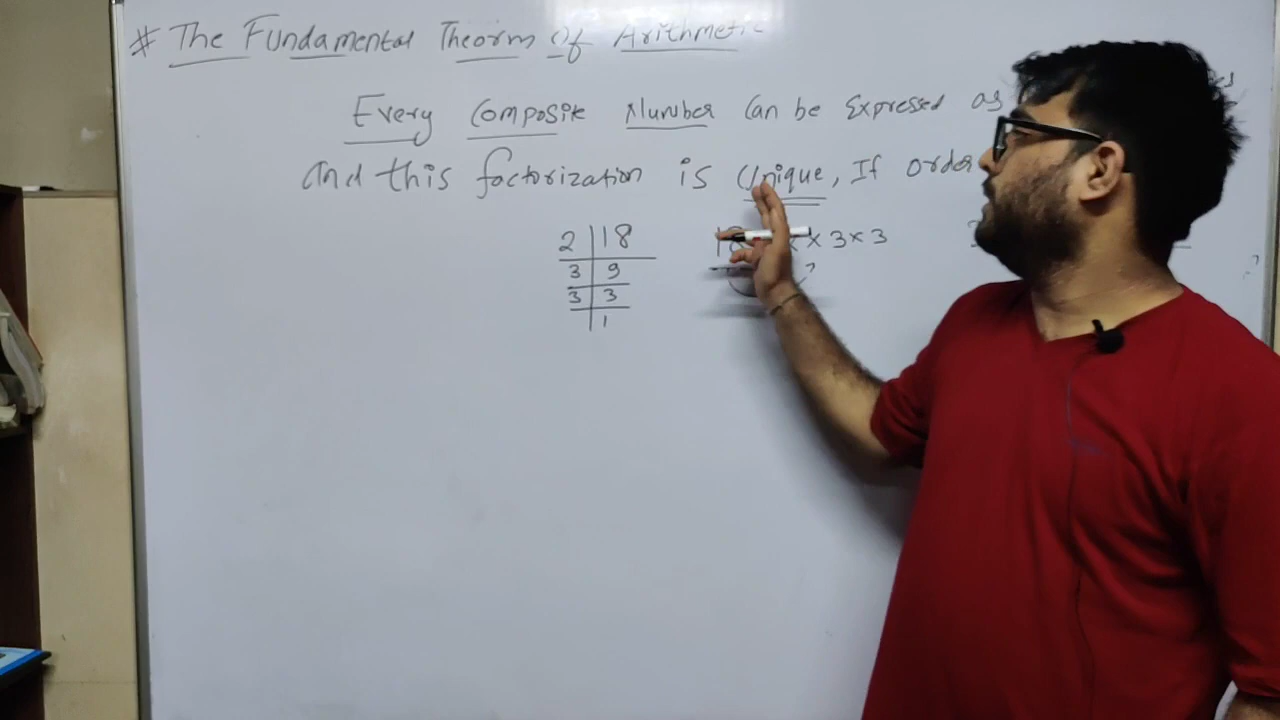 # The Fundamental Theorm Of Arithmetic
Every Composite Number Can be Expressed as
And this factorization is Unique, If order
2 | 18
3 | 9
3 | 3
1
18 × 3 × 3